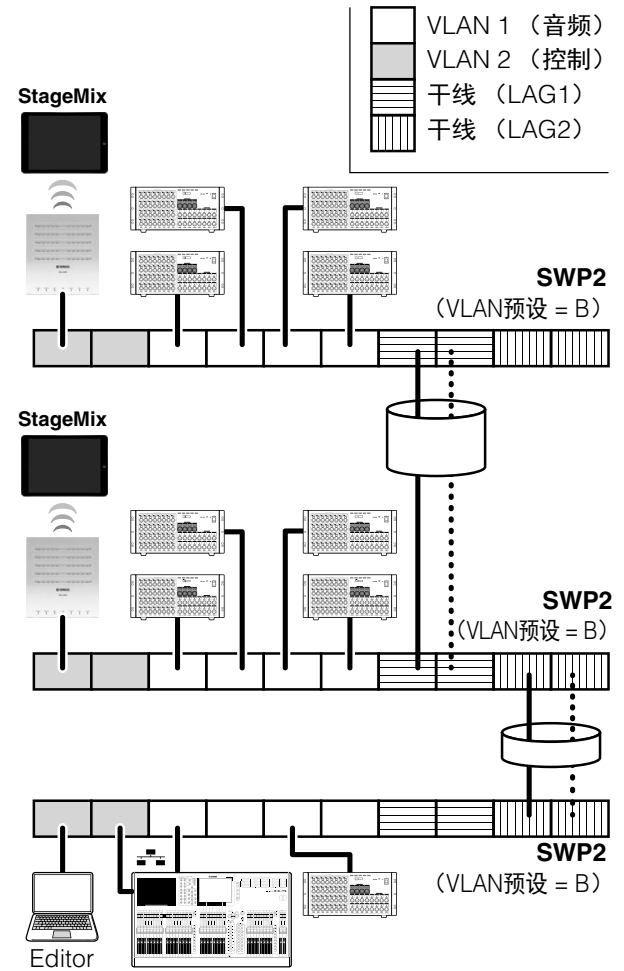 VLAN 1 （音频）
VLAN 2 （控制）
干线 （LAG1）
干线 （LAG2）
StageMix
SWP2
（VLAN预设 = B）
StageMix
SWP2
（VLAN预设 = B）
SWP2
（VLAN预设 = B）
Editor